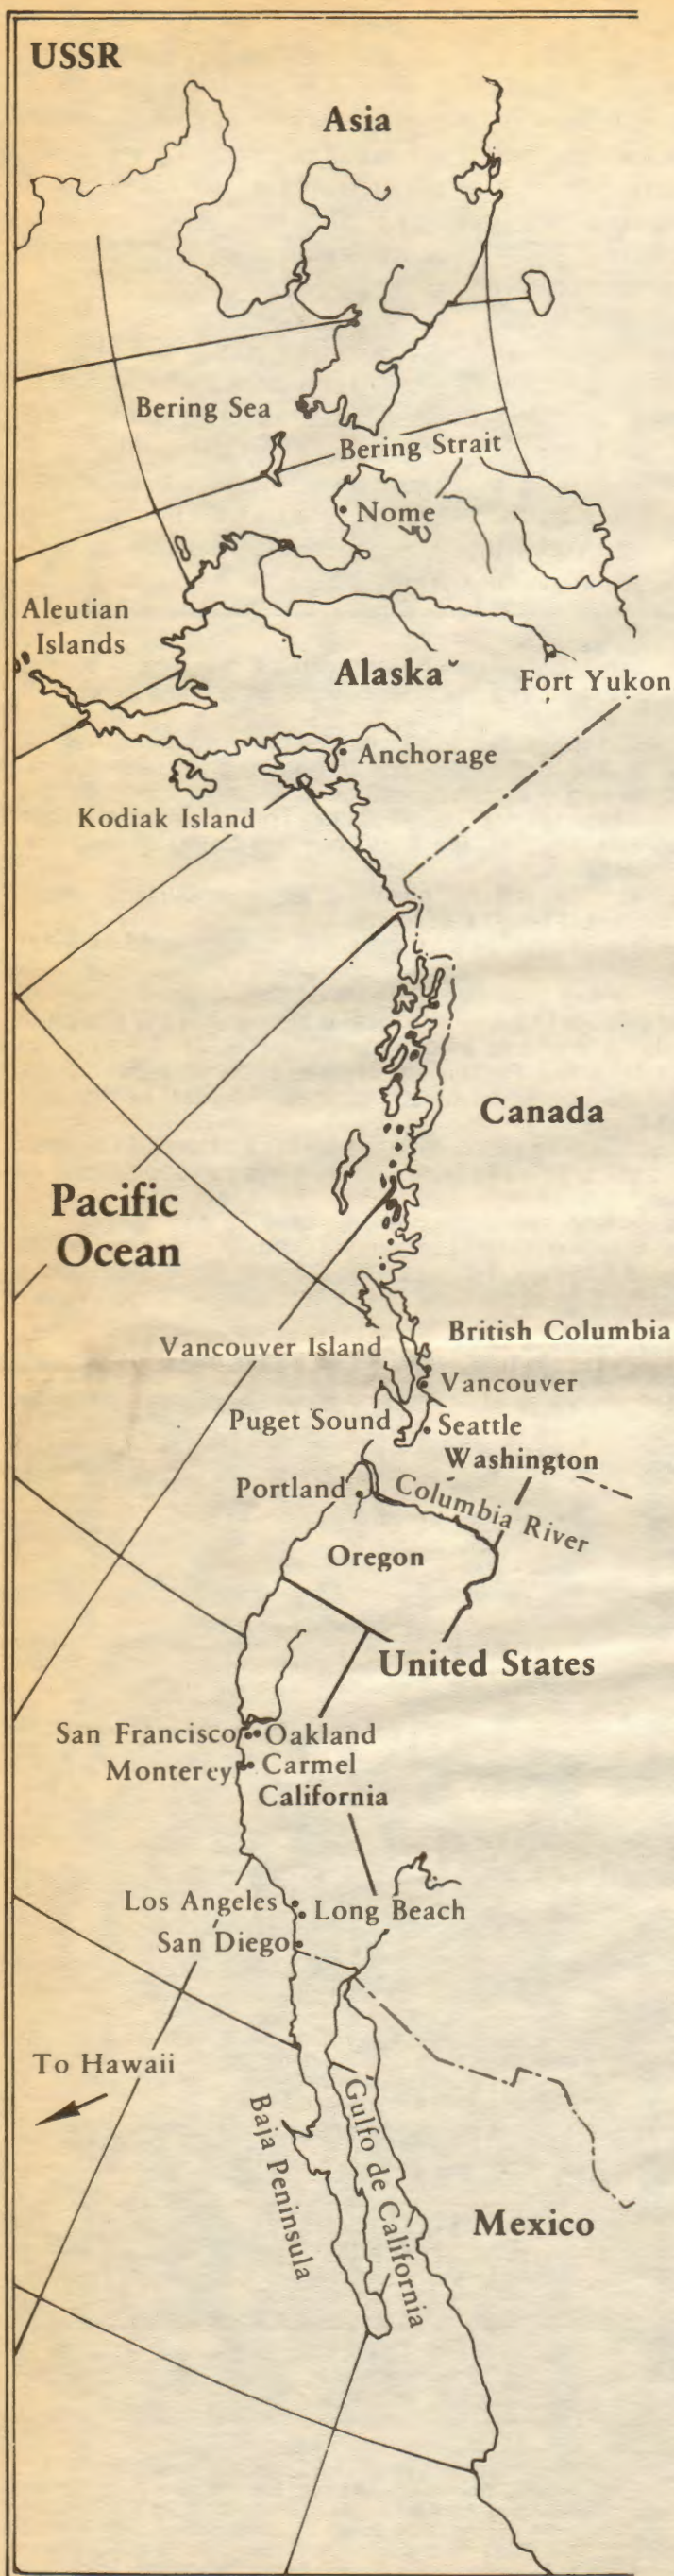 USSR
Asia
Bering Sea
Bering Strait
Nome
Aleutian
Islands
Alaska
Fort Yukon
Anchorage
Kodiak Island
Canada
Pacific
Ocean
British Columbia
Vancouver Island
Vancouver
Puget Sound
Seattle
Washington
Portland
Columbia River
Oregon
United States
San Francisco
Oakland
Monterey
Carmel
California
Los Angeles
Long Beach
San Diego
To Hawaii
Baja Peninsula
Gulfo de California
Mexico